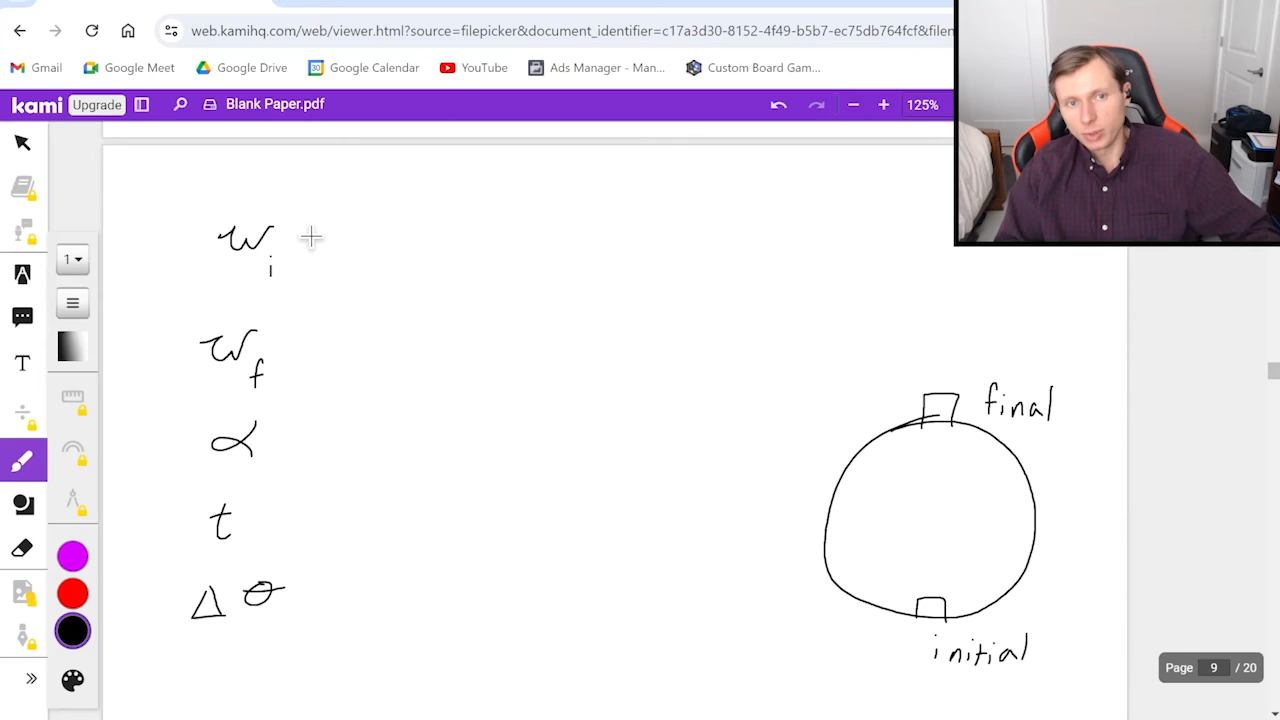 web.kamihq.com/web/viewer.html?source=filepicker&document_identifier=c17a3d30-8152-4f49-b5b7-ec75db764fcf&filen
Gmail Google Meet Google Drive 30 Google Calendar YouTube Ads Manager - Man... Custom Board Gam...
kami Upgrade Blank Paper.pdf 125%
ω i
1
ω f
T
final
α
t
Δθ
initial
Page 9 / 20